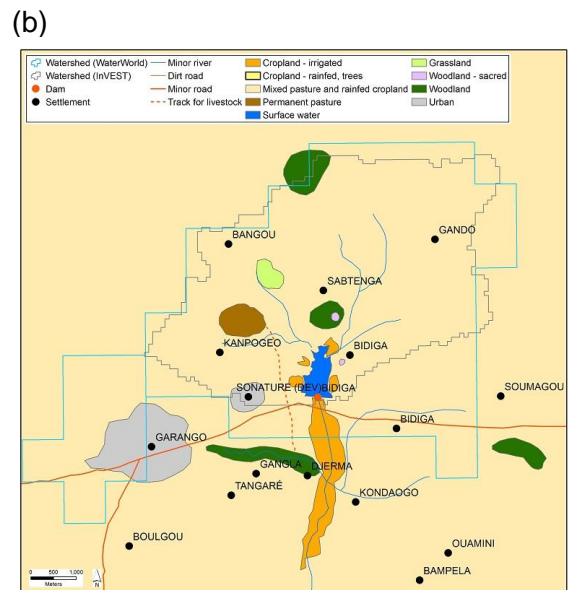 (b)
Watershed (WaterWorld)
Watershed (InVEST)
Dam
Settlement
Minor river
Dirt road
Minor road
Track for livestock
Cropland - irrigated
Cropland - rainfed, trees
Mixed pasture and rainfed cropland
Permanent pasture
Surface water
Grassland
Woodland - sacred
Woodland
Urban
BANGOU
GANDO
SABTENGA
KANPOGEO
BIDIGA
SONATURE (DEV)BIDIGA
SOUMAGOU
BIDIGA
GARANGO
GANGLA
DJERMA
TANGARÉ
KONDAOGO
BOULGOU
OUAMINI
BAMPELA
0 500 1,000
Meters
N